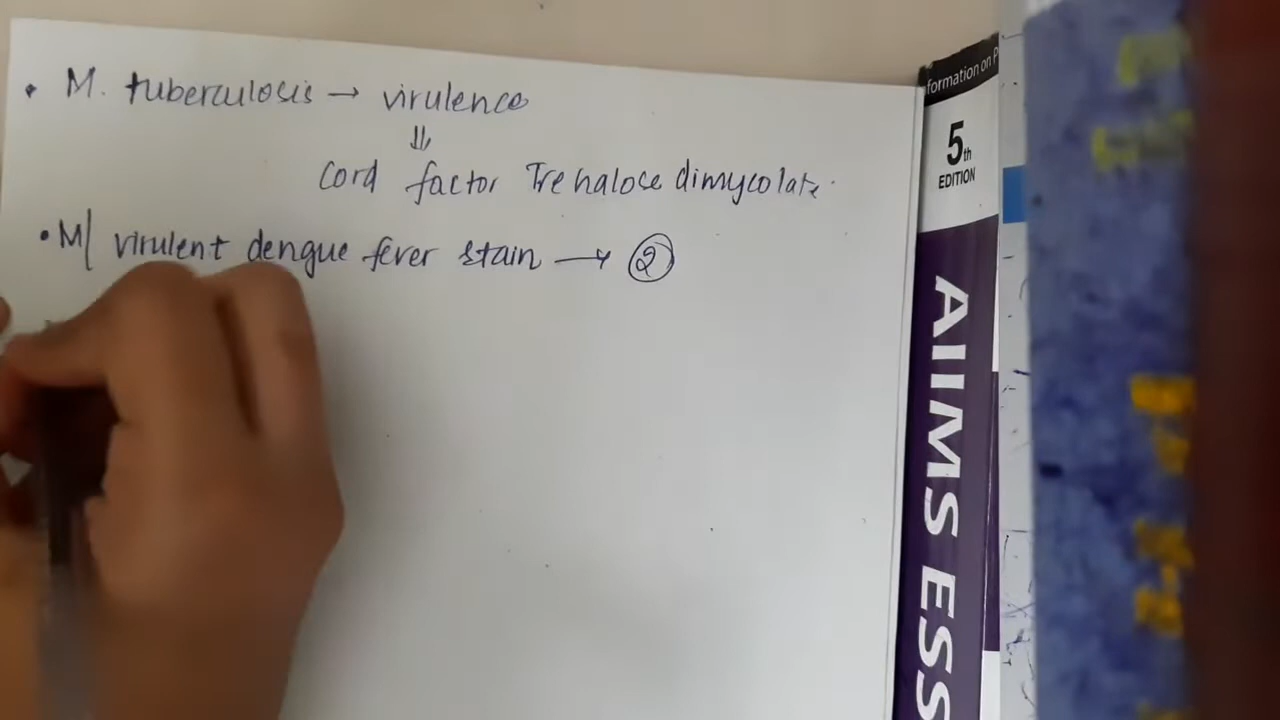 • M. tuberculosis → virulence
⇓
Cord factor Trehalose dimycolate.
• M/ virulent dengue fever stain → 2
formation on P
5th
EDITION
AIIMS ESS